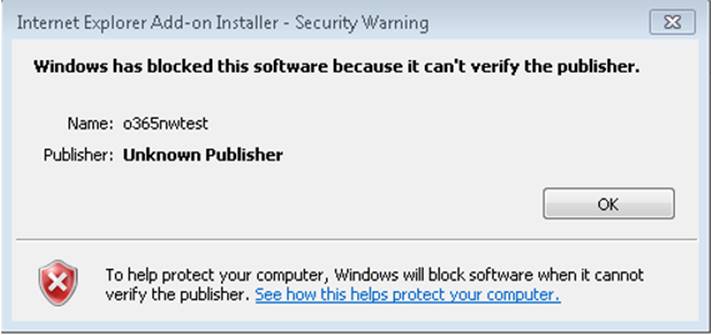 Internet Explorer Add-on Installer - Security Warning
Windows has blocked this software because it can't verify the publisher.
Name: o365nwtest
Publisher: Unknown Publisher
OK
To help protect your computer, Windows will block software when it cannot
verify the publisher. See how this helps protect your computer.